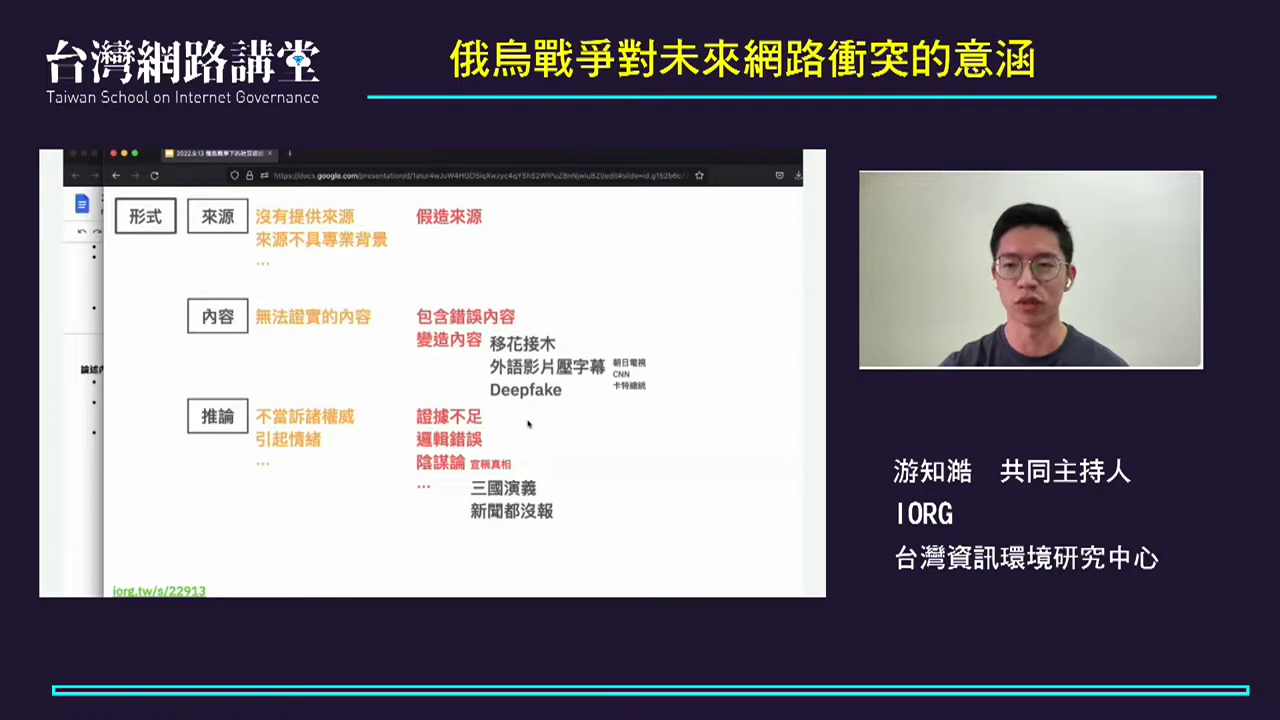 台灣網路講堂
Taiwan School on Internet Governance
俄烏戰爭對未來網路衝突的意涵
形式
來源
沒有提供來源
假造來源
來源不具專業背景
...
內容
無法證實的內容
包含錯誤內容
變造內容
移花接木
外語影片壓字幕
朝日電視
CNN
卡特總統
Deepfake
推論
不當訴諸權威
證據不足
引起情緒
邏輯錯誤
...
陰謀論 宣稱真相
...
三國演義
新聞都沒報
iorg.tw/s/22913
游知澔 共同主持人
IORG
台灣資訊環境研究中心